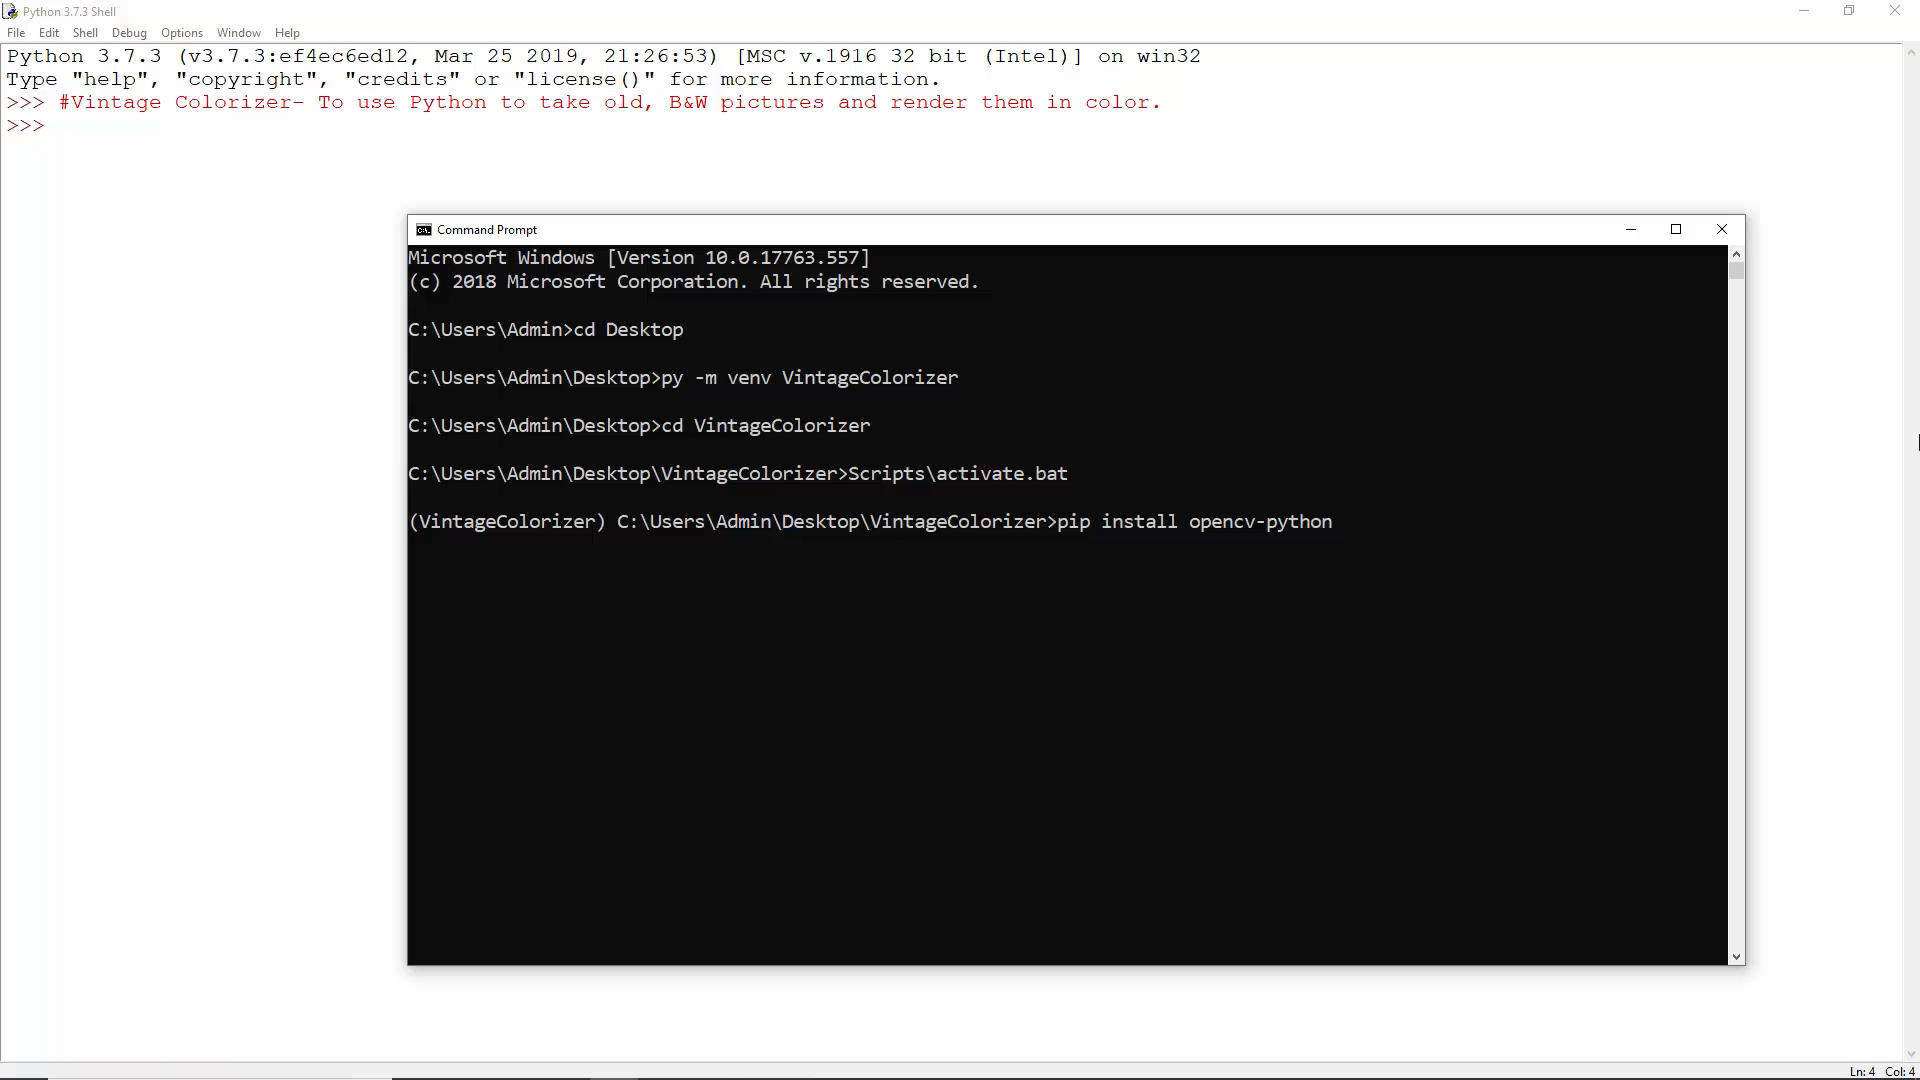 Python 3.7.3 Shell
File Edit Shell Debug Options Window Help
Python 3.7.3 (v3.7.3:ef4ec6ed12, Mar 25 2019, 21:26:53) [MSC v.1916 32 bit (Intel)] on win32
Type "help", "copyright", "credits" or "license()" for more information.
>>> #Vintage Colorizer- To use Python to take old, B&W pictures and render them in color.
>>>
Command Prompt
Microsoft Windows [Version 10.0.17763.557]
(c) 2018 Microsoft Corporation. All rights reserved.
C:\Users\Admin>cd Desktop
C:\Users\Admin\Desktop>py -m venv VintageColorizer
C:\Users\Admin\Desktop>cd VintageColorizer
C:\Users\Admin\Desktop\VintageColorizer>Scripts\activate.bat
(VintageColorizer) C:\Users\Admin\Desktop\VintageColorizer>pip install opencv-python
Ln: 4 Col: 4